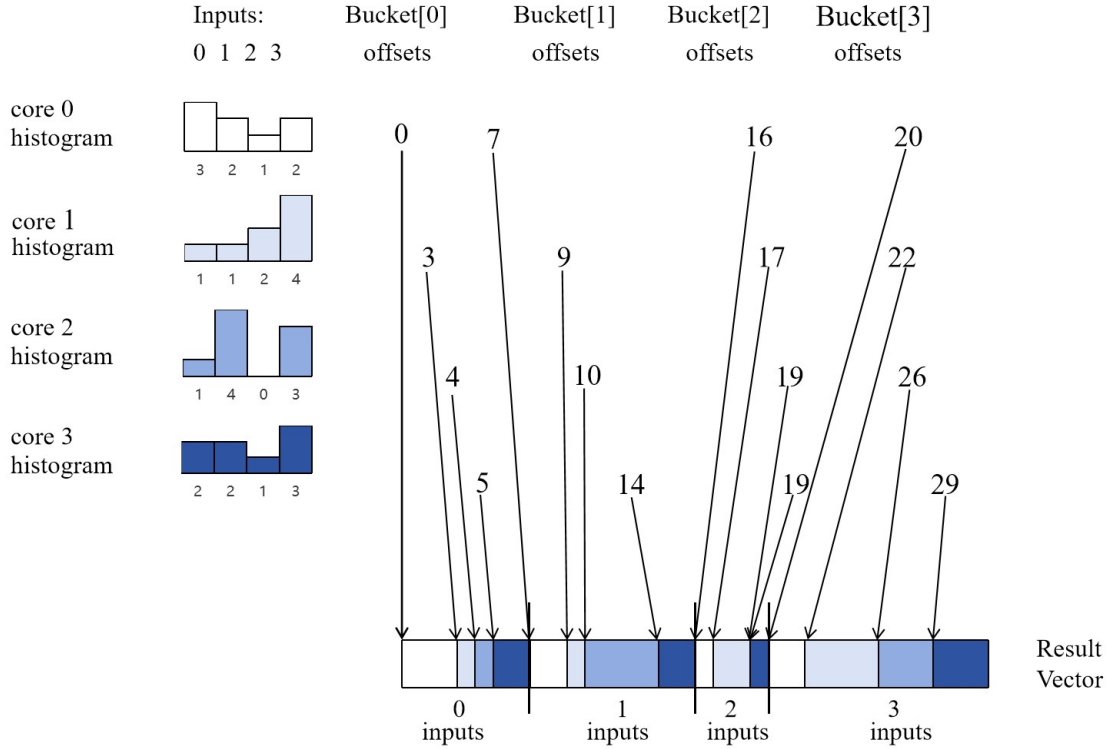 Inputs:
Bucket[0]
Bucket[1]
Bucket[2]
Bucket[3]
0 1 2 3
offsets
offsets
offsets
offsets
core 0
histogram
3 2 1 2
0
7
16
20
core 1
histogram
1 1 2 4
3
9
17
22
core 2
histogram
1 4 0 3
4
10
19
26
core 3
histogram
2 2 1 3
5
14
19
29
Result
Vector
0
inputs
1
inputs
2
inputs
3
inputs